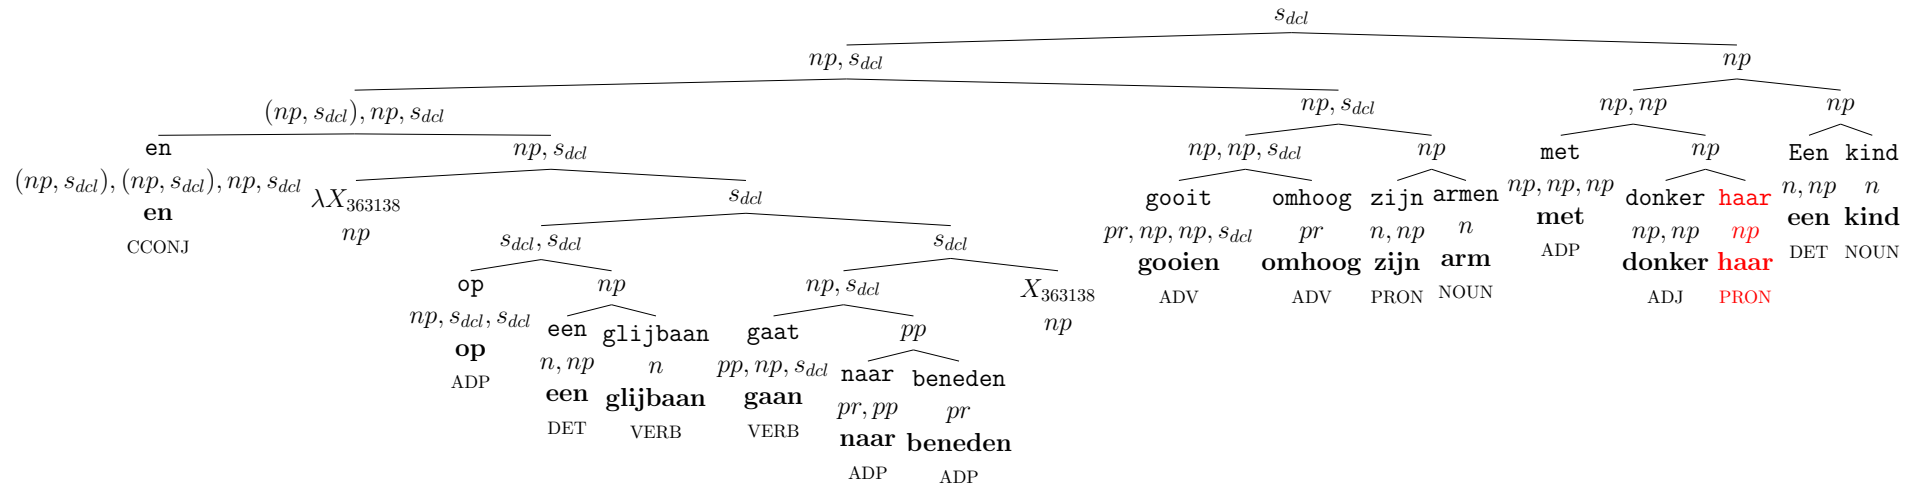 s_dcl
np, s_dcl np
(np, s_dcl), np, s_dcl np, s_dcl np, np np
en np, s_dcl np, np, s_dcl np met np Een kind
(np, s_dcl), (np, s_dcl), np, s_dcl λX_363138 s_dcl gooit omhoog zijn armen np, np, np donker haar n, np n
en np s_dcl, s_dcl s_dcl pr, np, np, s_dcl pr n, np n met np, np np een kind
CCONJ gooien omhoog zijn arm ADP donker haar DET NOUN
op np np, s_dcl X_363138 ADV ADV PRON NOUN ADJ PRON
np, s_dcl, s_dcl een glijbaan gaat pp np
op n, np n pp, np, s_dcl naar beneden
ADP een glijbaan gaan pr, pp pr
DET VERB VERB naar beneden
ADP ADP